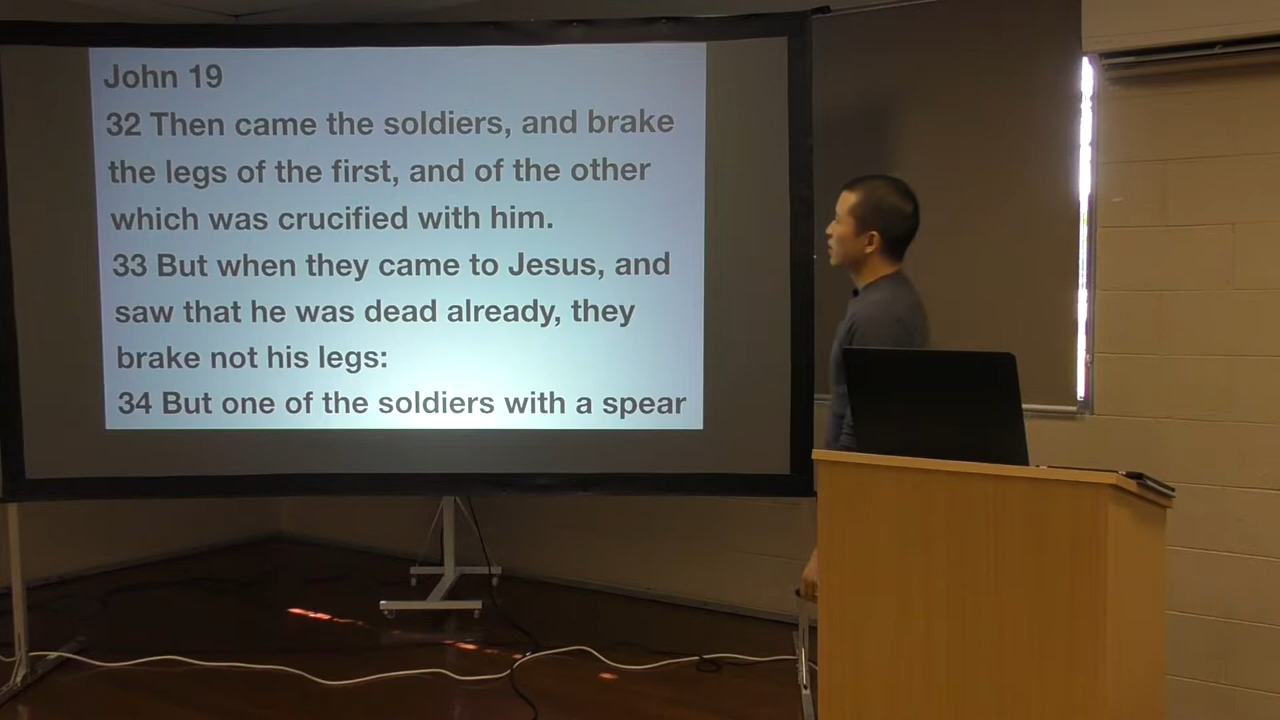 John 19
32 Then came the soldiers, and brake
the legs of the first, and of the other
which was crucified with him.
33 But when they came to Jesus, and
saw that he was dead already, they
brake not his legs:
34 But one of the soldiers with a spear